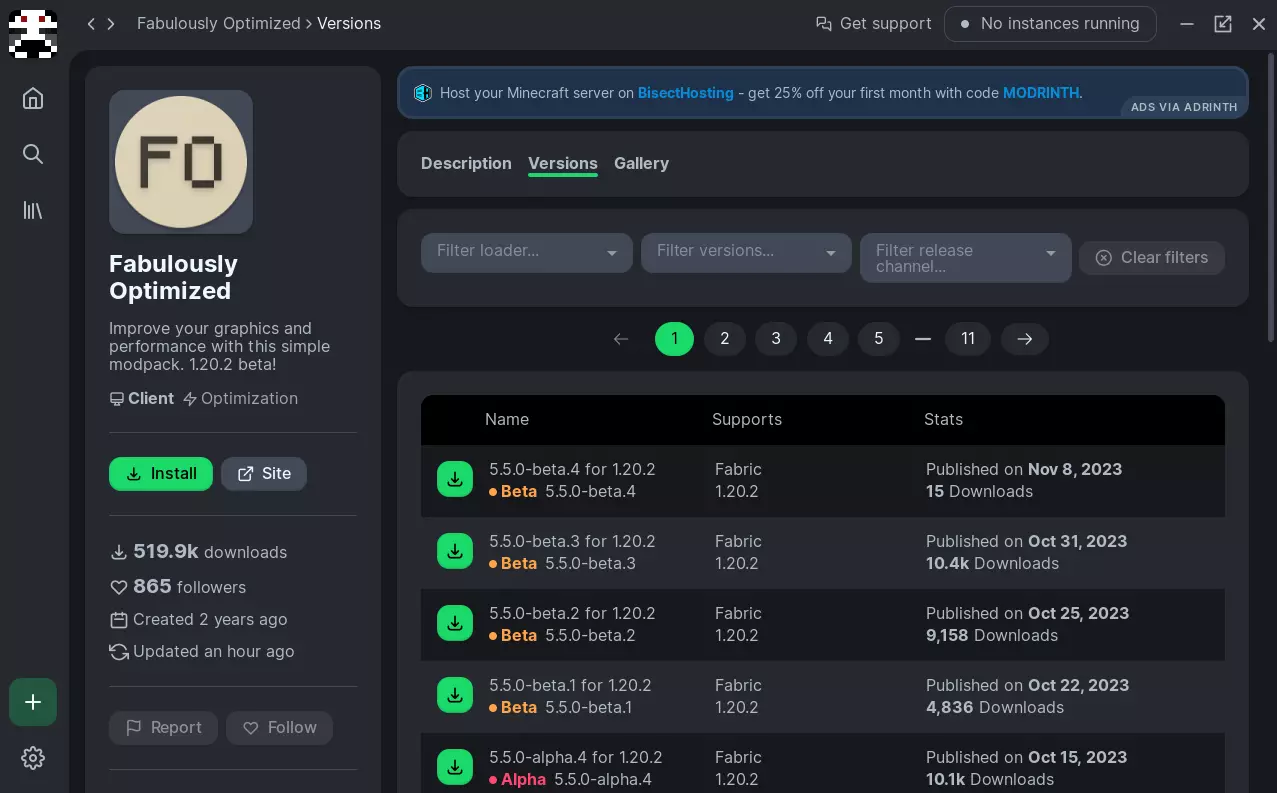 Fabulously Optimized > Versions
Get support
No instances running
FO
Fabulously
Optimized
Improve your graphics and
performance with this simple
modpack. 1.20.2 beta!
Client Optimization
Install
Site
519.9k downloads
865 followers
Created 2 years ago
Updated an hour ago
Report
Follow
Host your Minecraft server on BisectHosting - get 25% off your first month with code MODRINTH.
ADS VIA ADRINTH
Description Versions Gallery
Filter loader...
Filter versions...
Filter release
channel...
Clear filters
1 2 3 4 5 — 11
Name Supports Stats
5.5.0-beta.4 for 1.20.2 Fabric Published on Nov 8, 2023
Beta 5.5.0-beta.4 1.20.2 15 Downloads
5.5.0-beta.3 for 1.20.2 Fabric Published on Oct 31, 2023
Beta 5.5.0-beta.3 1.20.2 10.4k Downloads
5.5.0-beta.2 for 1.20.2 Fabric Published on Oct 25, 2023
Beta 5.5.0-beta.2 1.20.2 9,158 Downloads
5.5.0-beta.1 for 1.20.2 Fabric Published on Oct 22, 2023
Beta 5.5.0-beta.1 1.20.2 4,836 Downloads
5.5.0-alpha.4 for 1.20.2 Fabric Published on Oct 15, 2023
Alpha 5.5.0-alpha.4 1.20.2 10.1k Downloads